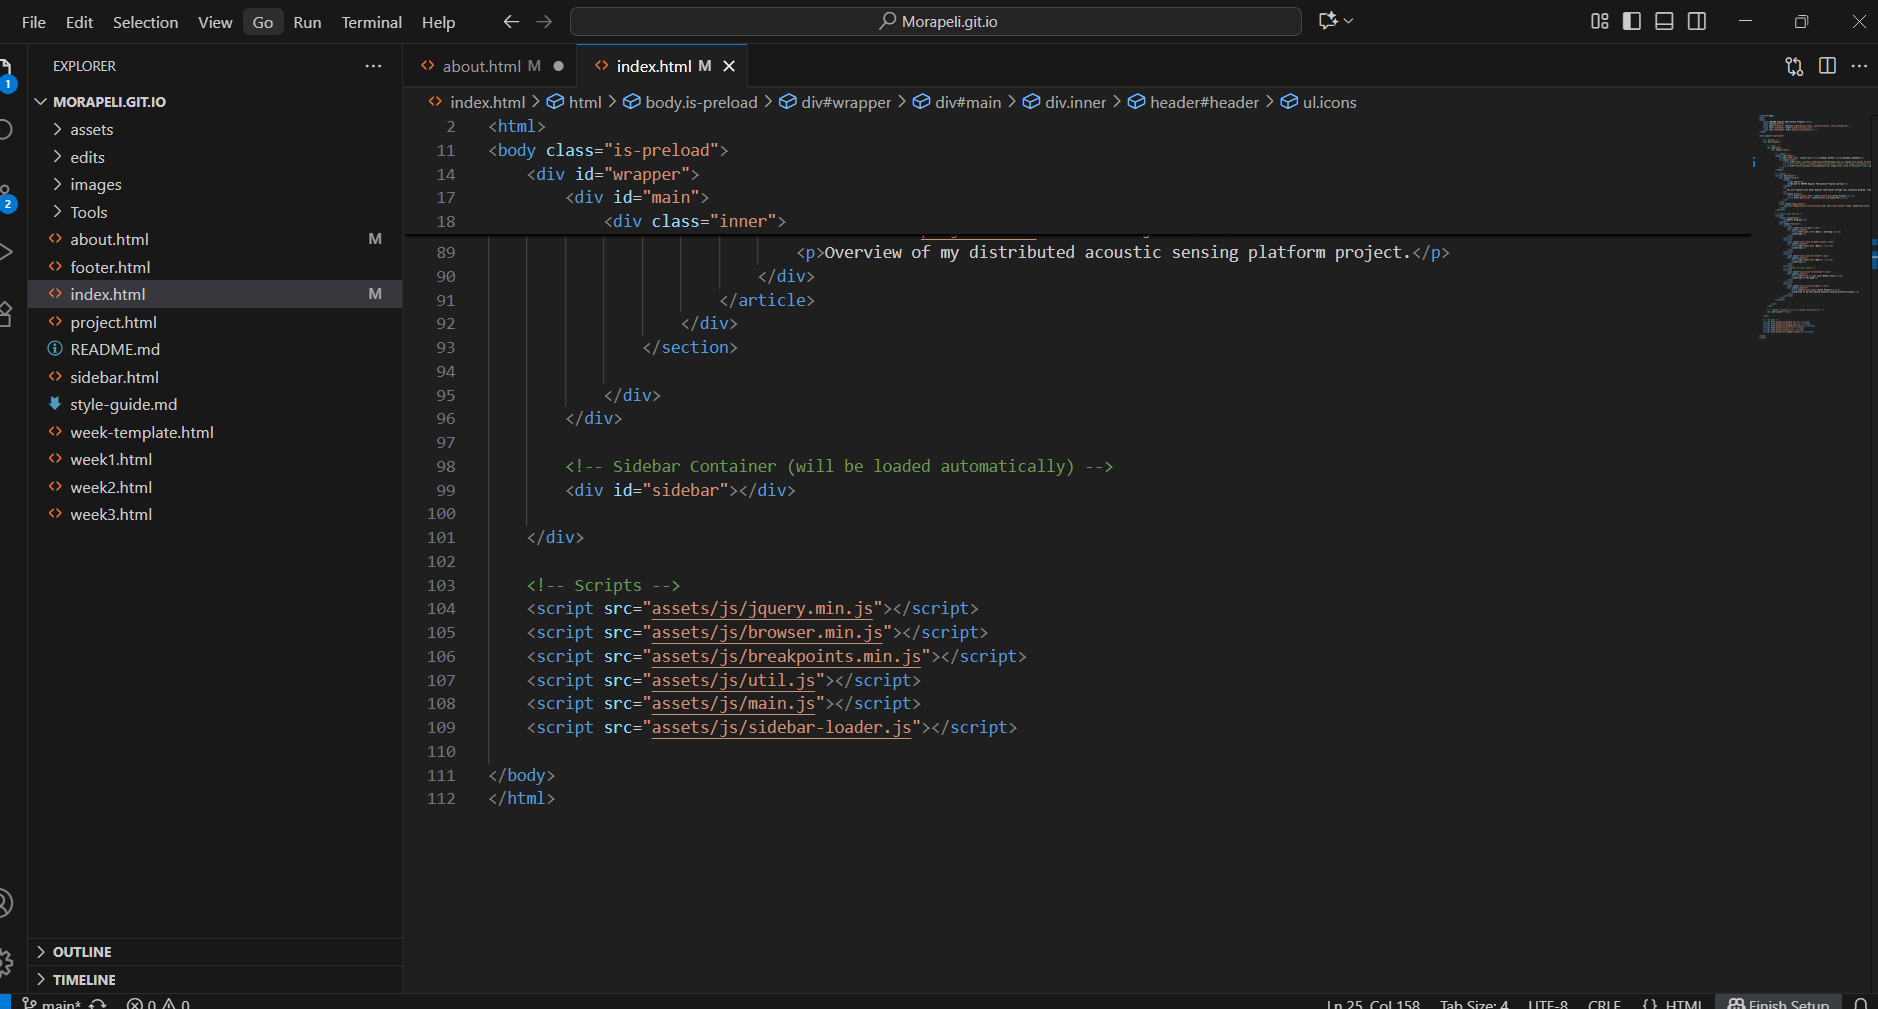 File Edit Selection View Go Run Terminal Help
Morapeli.git.io
EXPLORER
1
2
MORAPELI.GIT.IO
assets
edits
images
Tools
about.html M
footer.html
index.html M
project.html
README.md
sidebar.html
style-guide.md
week-template.html
week1.html
week2.html
week3.html
OUTLINE
TIMELINE
about.html M
index.html M
index.html > html > body.is-preload > div#wrapper > div#main > div.inner > header#header > ul.icons
2 <html>
11 <body class="is-preload">
14 <div id="wrapper">
17 <div id="main">
18 <div class="inner">
89 <p>Overview of my distributed acoustic sensing platform project.</p>
90 </div>
91 </article>
92 </div>
93 </section>
94
95 </div>
96 </div>
97
98 <!-- Sidebar Container (will be loaded automatically) -->
99 <div id="sidebar"></div>
100
101 </div>
102
103 <!-- Scripts -->
104 <script src="assets/js/jquery.min.js"></script>
105 <script src="assets/js/browser.min.js"></script>
106 <script src="assets/js/breakpoints.min.js"></script>
107 <script src="assets/js/util.js"></script>
108 <script src="assets/js/main.js"></script>
109 <script src="assets/js/sidebar-loader.js"></script>
110
111 </body>
112 </html>
main* 0 0 Ln 25, Col 158 Tab Size: 4 UTF-8 CRLF {} HTML Finish Setup